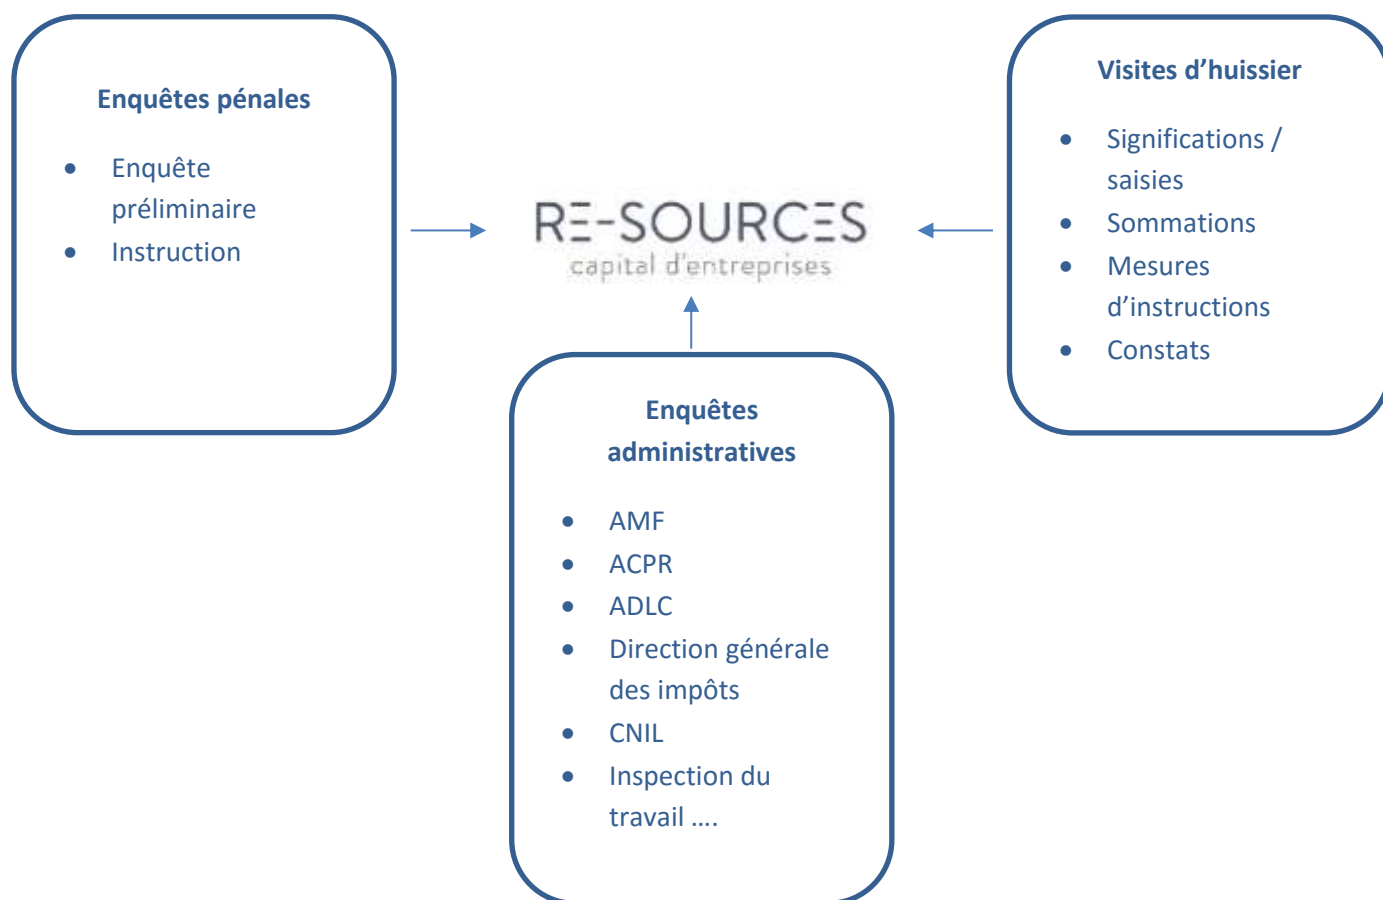 Enquêtes pénales
• Enquête
préliminaire
• Instruction
RE-SOURCES
capital d'entreprises
Visites d’huissier
• Significations /
saisies
• Sommations
• Mesures
d’instructions
• Constats
Enquêtes
administratives
• AMF
• ACPR
• ADLC
• Direction générale
des impôts
• CNIL
• Inspection du
travail ....